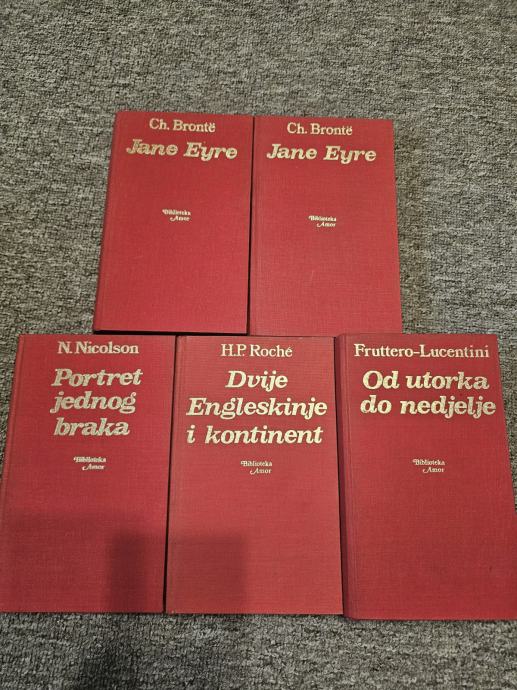 Ch. Brontë
Jane Eyre
Biblioteka
Amor
Ch. Brontë
Jane Eyre
Biblioteka
Amor
N. Nicolson
Portret
jednog
braka
Biblioteka
Amor
H.P. Roché
Dvije
Engleskinje
i kontinent
Biblioteka
Amor
Fruttero-Lucentini
Od utorka
do nedjelje
Biblioteka
Amor